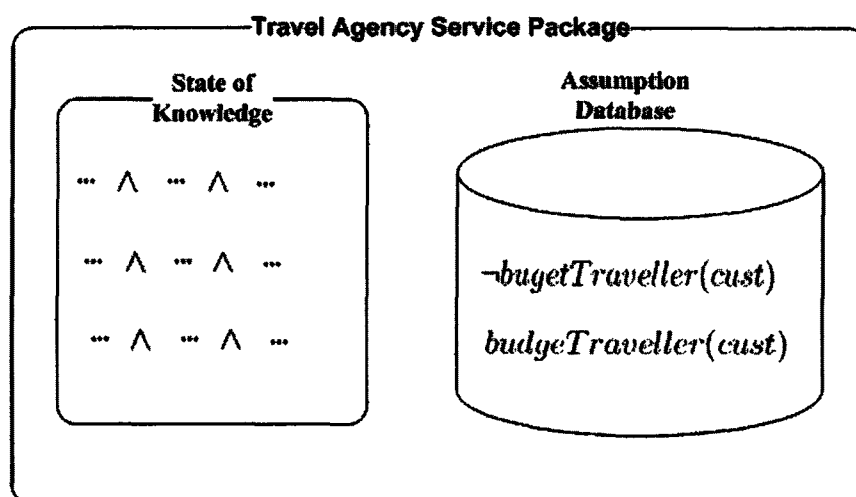 Travel Agency Service Package
State of
Knowledge
Assumption
Database
... ∧ ... ∧ ...
... ∧ ... ∧ ...
... ∧ ... ∧ ...
¬bugetTraveller(cust)
budgeTraveller(cust)